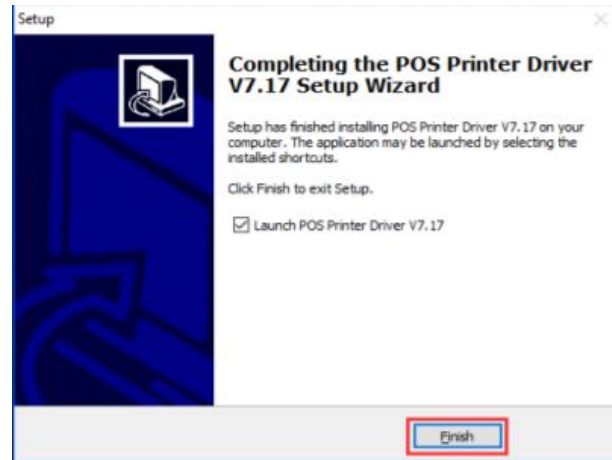 Setup
Completing the POS Printer Driver
V7.17 Setup Wizard
Setup has finished installing POS Printer Driver V7.17 on your
computer. The application may be launched by selecting the
installed shortcuts.
Click Finish to exit Setup.
Launch POS Printer Driver V7.17
Finish